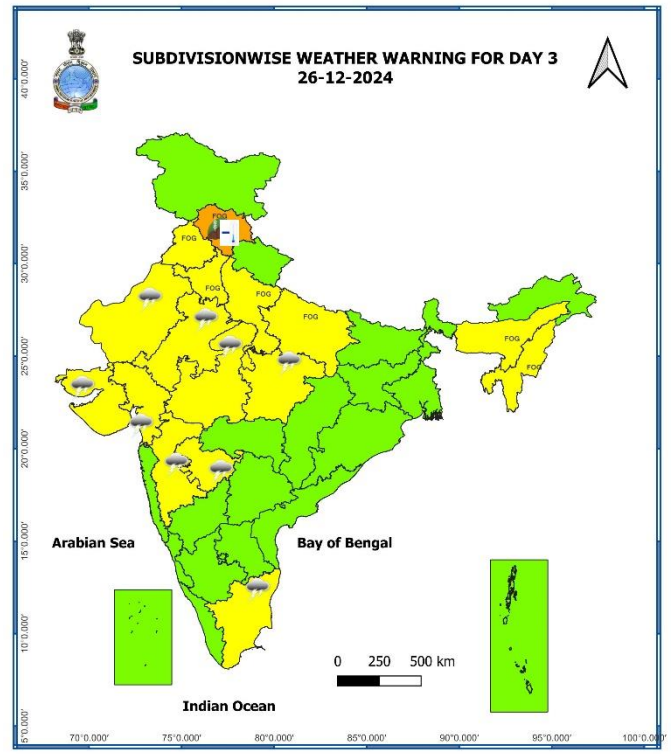 SUBDIVISIONWISE WEATHER WARNING FOR DAY 3
26-12-2024
40°0.000'
35°0.000'
30°0.000'
25°0.000'
20°0.000'
15°0.000'
10°0.000'
5°0.000'
FOG
FOG
FOG
FOG
FOG
FOG
FOG
Arabian Sea
Bay of Bengal
0 250 500 km
Indian Ocean
70°0.000' 75°0.000' 80°0.000' 85°0.000' 90°0.000' 95°0.000' 100°0.000'